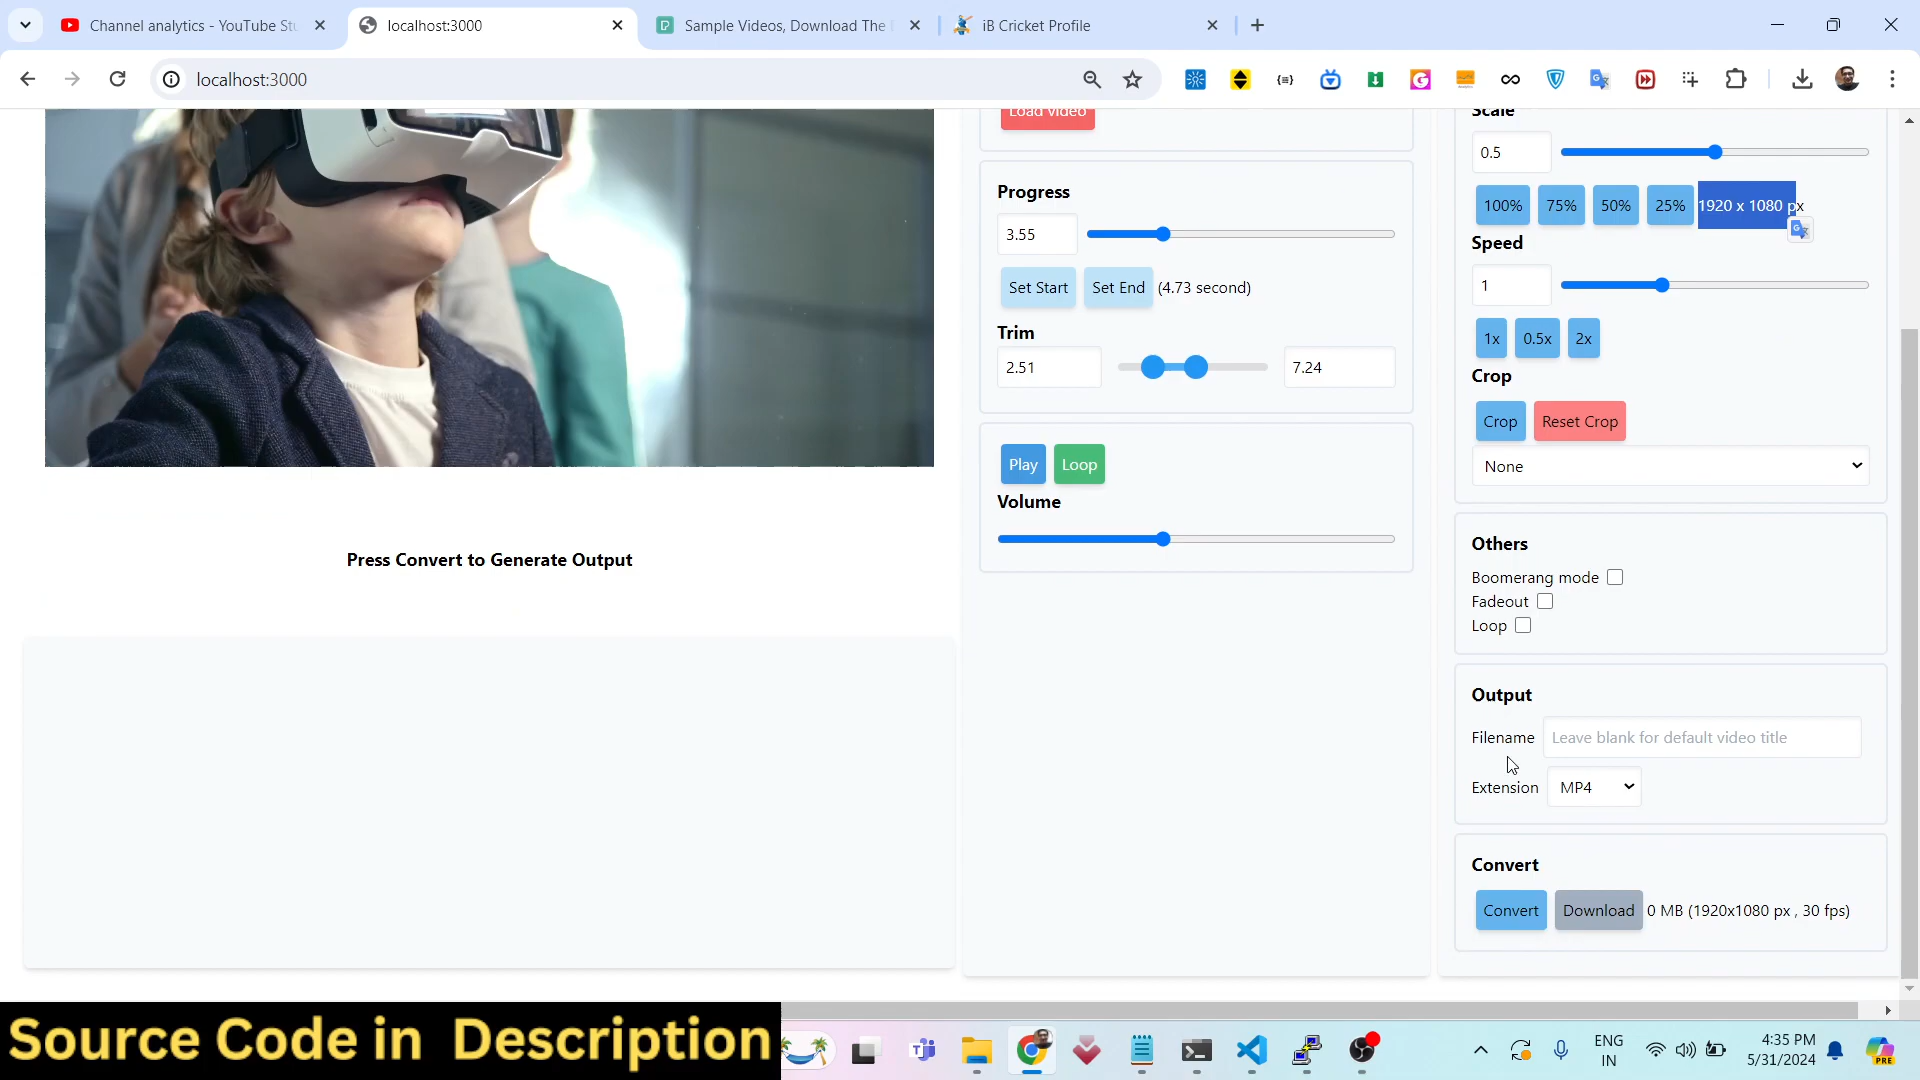 Channel analytics - YouTube St
localhost:3000
Sample Videos, Download The
iB Cricket Profile
localhost:3000
Load Video
Progress
3.55
Set Start
Set End
(4.73 second)
Trim
2.51
7.24
Play
Loop
Volume
Scale
0.5
100%
75%
50%
25%
1920 x 1080 px
Speed
1
1x
0.5x
2x
Crop
Crop
Reset Crop
None
Others
Boomerang mode
Fadeout
Loop
Output
Filename
Leave blank for default video title
Extension
MP4
Convert
Convert
Download
0 MB (1920x1080 px , 30 fps)
Press Convert to Generate Output
Source Code in Description
ENG
IN
4:35 PM
5/31/2024
PRE